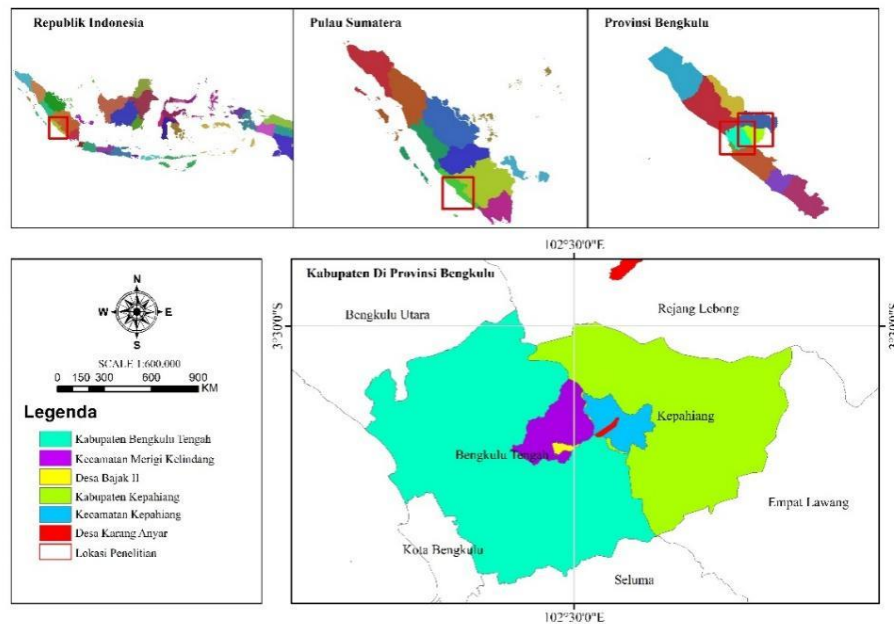 Republik Indonesia
Pulau Sumatera
Provinsi Bengkulu
102°30'0"E
N
W E
S
SCALE 1:600.000
0 150 300 600 900
KM
Legenda
Kabupaten Bengkulu Tengah
Kecamatan Merigi Kelindang
Desa Bajak II
Kabupaten Kepahiang
Kecamatan Kepahiang
Desa Karang Anyar
Lokasi Penelitian
Kabupaten Di Provinsi Bengkulu
Bengkulu Utara
Rejang Lebong
3°30'0"S
3°30'0"S
Kepahiang
Bengkulu Tengah
Empat Lawang
Kota Bengkulu
Seluma
102°30'0"E